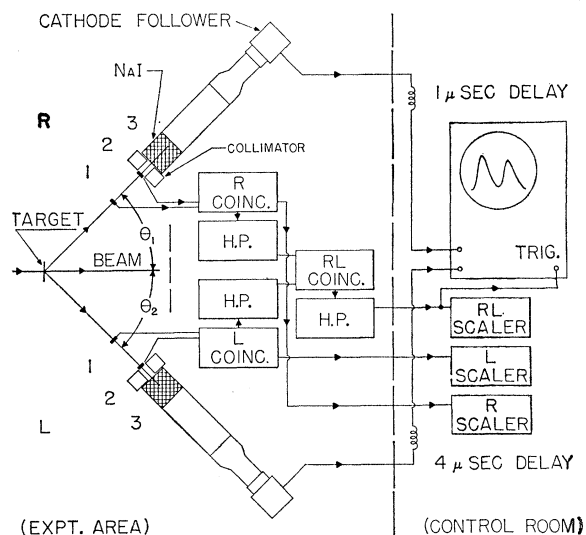 CATHODE FOLLOWER
NAI
R
3
2
1
COLLIMATOR
TARGET
θ₁
BEAM
θ₂
R
COINC.
H.P.
H.P.
L
COINC.
RL
COINC.
H.P.
1 μ SEC DELAY
TRIG.
RL
SCALER
L
SCALER
R
SCALER
4 μ SEC DELAY
1
2
3
L
(EXPT. AREA)
(CONTROL ROOM)